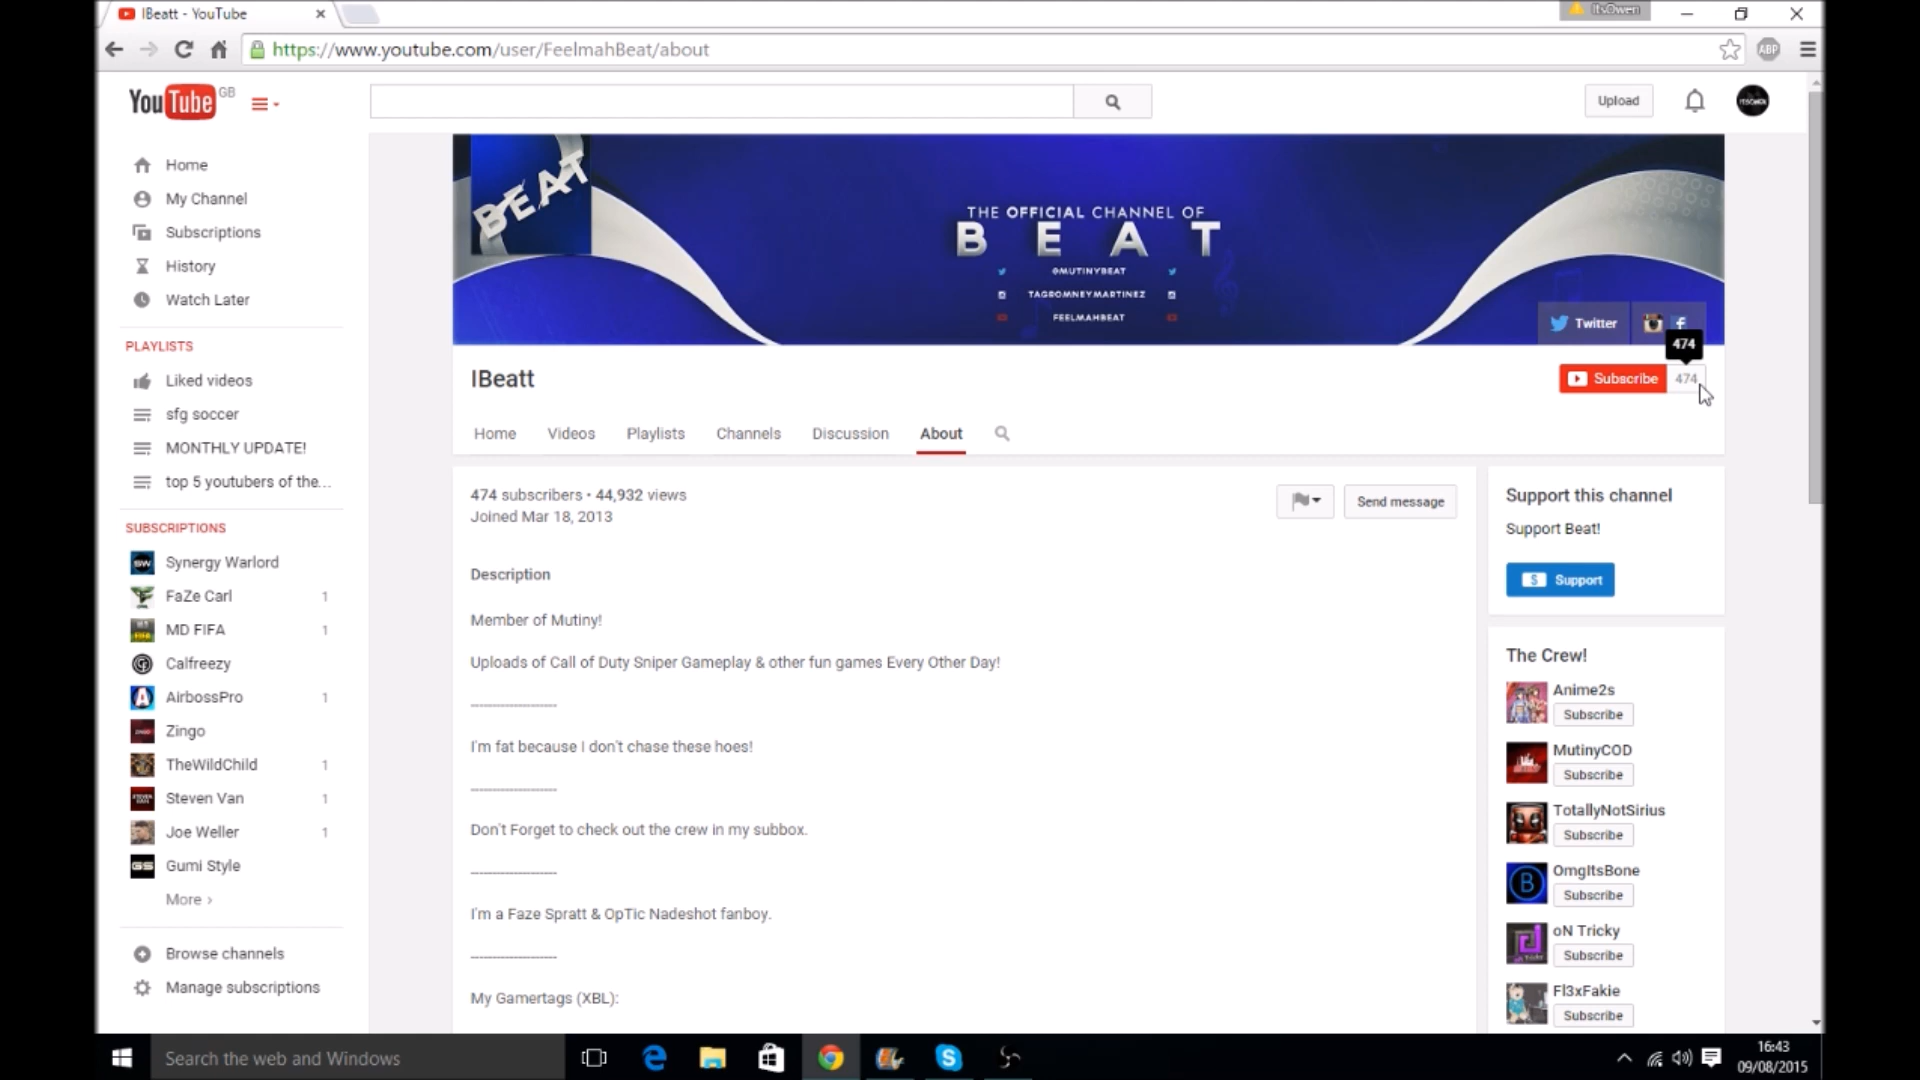 IBeatt - YouTube
ItsOwen
https://www.youtube.com/user/FeelmahBeat/about
ABP
YouTube GB
Upload
Home
My Channel
Subscriptions
History
Watch Later
PLAYLISTS
Liked videos
sfg soccer
MONTHLY UPDATE!
top 5 youtubers of the...
SUBSCRIPTIONS
Synergy Warlord
FaZe Carl 1
MD FIFA 1
Calfreezy
AirbossPro 1
Zingo
TheWildChild 1
Steven Van 1
Joe Weller 1
Gumi Style
More ›
Browse channels
Manage subscriptions
BEAT
THE OFFICIAL CHANNEL OF
BEAT
@MUTINYBEAT
TAGROMNEYMARTINEZ
FEELMAHBEAT
Twitter
474
IBeatt
Subscribe 474
Home Videos Playlists Channels Discussion About
474 subscribers • 44,932 views
Joined Mar 18, 2013
Send message
Description
Member of Mutiny!
Uploads of Call of Duty Sniper Gameplay & other fun games Every Other Day!
--------------------
I'm fat because I don't chase these hoes!
--------------------
Don't Forget to check out the crew in my subbox.
--------------------
I'm a Faze Spratt & OpTic Nadeshot fanboy.
--------------------
My Gamertags (XBL):
Support this channel
Support Beat!
$ Support
The Crew!
Anime2s
Subscribe
MutinyCOD
Subscribe
TotallyNotSirius
Subscribe
OmgItsBone
Subscribe
oN Tricky
Subscribe
Fl3xFakie
Subscribe
Search the web and Windows
16:43
09/08/2015